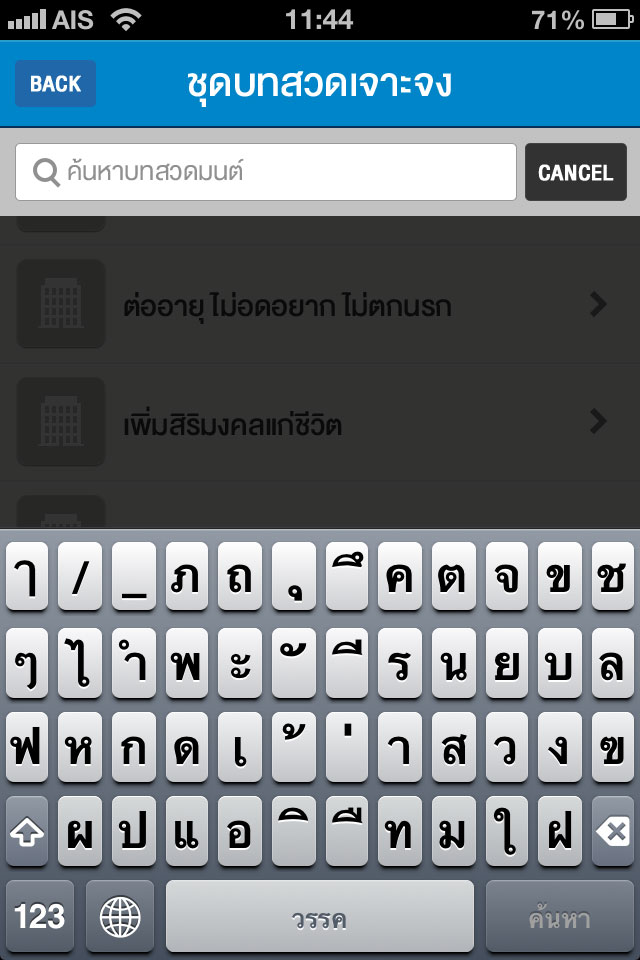 AIS 11:44 71%
BACK ชุดบทสวดเจาะจง
ค้นหาบทสวดมนต์ CANCEL
ต่ออายุ ไม่อดอยาก ไม่ตกนรก
เพิ่มสิริมงคลแก่ชีวิต
ๅ / _ ภ ถ ุ ึ ค ต จ ข ช
ๆ ไ ำ พ ะ ั ี ร น ย บ ล
ฟ ห ก ด เ ้ ่ า ส ว ง ฃ
ผ ป แ อ ิ ื ท ม ใ ฝ
123 วรรค ค้นหา